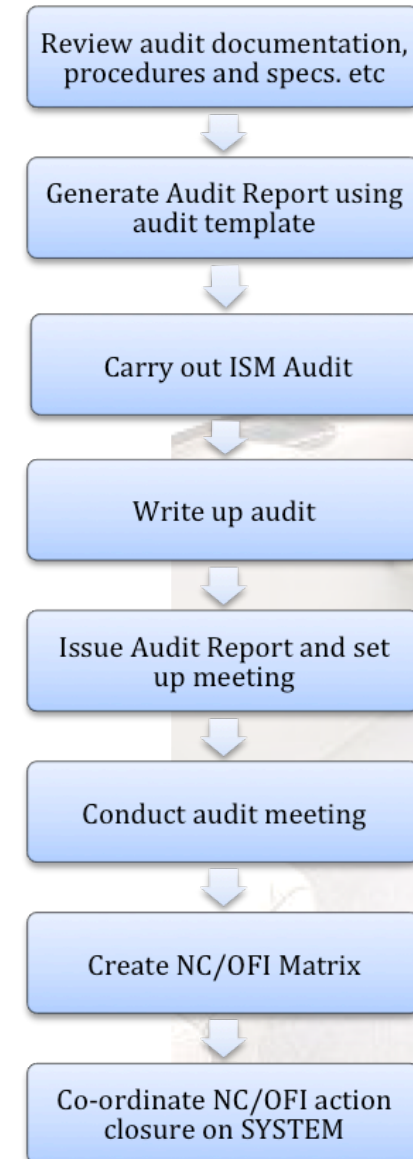 Review audit documentation,
procedures and specs. etc
Generate Audit Report using
audit template
Carry out ISM Audit
Write up audit
Issue Audit Report and set
up meeting
Conduct audit meeting
Create NC/OFI Matrix
Co-ordinate NC/OFI action
closure on SYSTEM